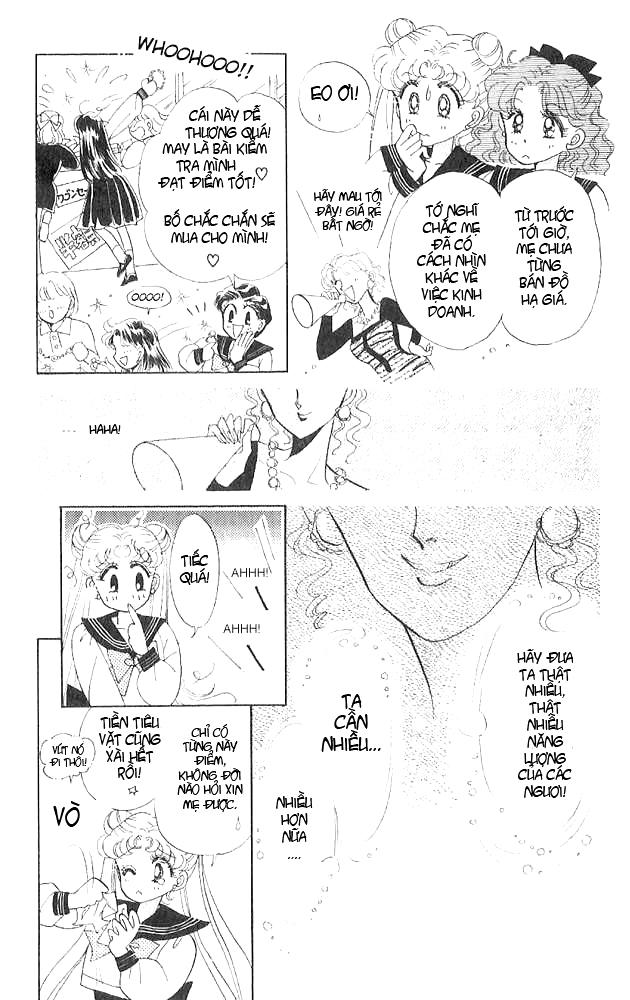 EO ƠI!
TỪ TRƯỚC
TỚI GIỜ,
MẸ CHƯA
TỪNG
BÁN ĐỒ
HẠ GIÁ.
TỚ NGHĨ
CHẮC MẸ
ĐÃ CÓ
CÁCH NHÌN
KHÁC VỀ
VIỆC KINH
DOANH.
HÃY MAU TỚI
ĐÂY! GIÁ RẺ
BẤT NGỜ!
WHOOHOOO!!
CÁI NÀY DỄ
THƯƠNG QUÁ!
MAY LÀ BÀI KIỂM
TRA MÌNH
ĐẠT ĐIỂM TỐT!♡
BỐ CHẮC CHẮN SẼ
MUA CHO MÌNH!
♡
ワゴンセー
OOOO!
HAHA!
HÃY ĐƯA
TA THẬT
NHIỀU,
THẬT
NHIỀU
NĂNG
LƯỢNG
CỦA CÁC
NGƯƠI!
TA
CẦN
NHIỀU...
NHIỀU
HƠN
NỮA
....
TIẾC
QUÁ!
AHHH!
AHHH!
CHỈ CÓ
TỪNG NÀY
ĐIỂM,
KHÔNG ĐỜI
NÀO HỎI XIN
MẸ ĐƯỢC.
TIỀN TIÊU
VẶT CŨNG
XÀI HẾT
RỒI!
VỨT NÓ
ĐI THÔI!
VÒ